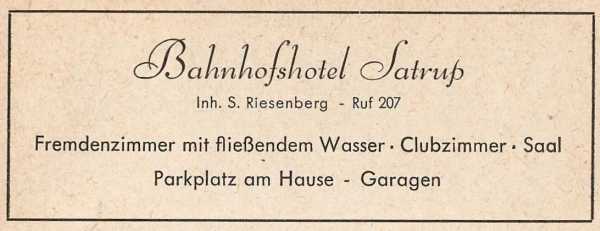 Bahnhofshotel Satrup
Inh. S. Riesenberg - Ruf 207
Fremdenzimmer mit fließendem Wasser · Clubzimmer · Saal
Parkplatz am Hause - Garagen